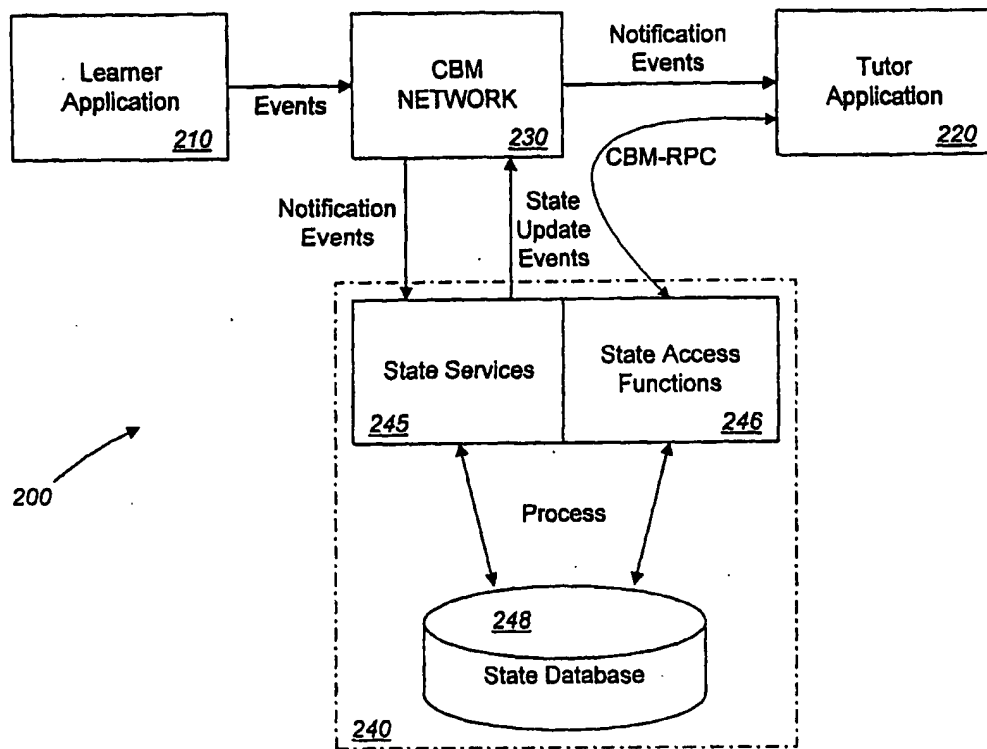 Learner
Application
210
Events
CBM
NETWORK
230
Notification
Events
Tutor
Application
220
CBM-RPC
Notification
Events
State
Update
Events
State Services
245
State Access
Functions
246
200
Process
248
State Database
240